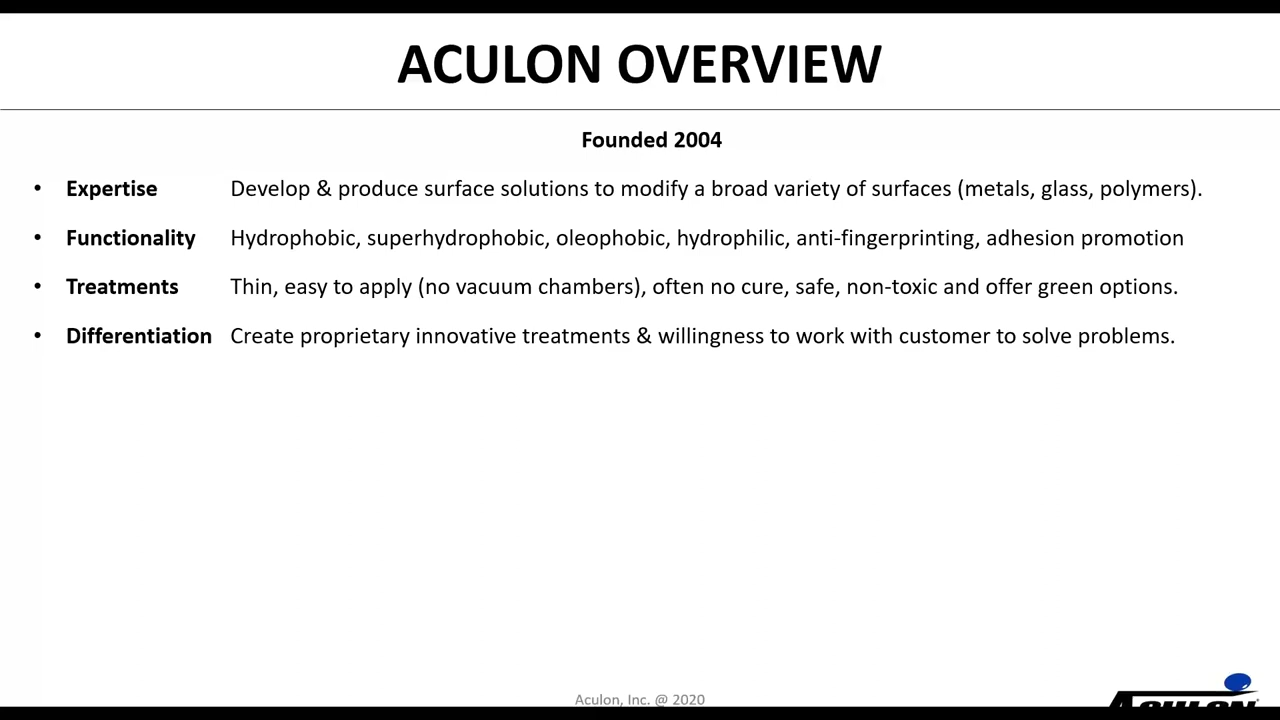 ACULON OVERVIEW
Founded 2004
• Expertise Develop & produce surface solutions to modify a broad variety of surfaces (metals, glass, polymers).
• Functionality Hydrophobic, superhydrophobic, oleophobic, hydrophilic, anti-fingerprinting, adhesion promotion
• Treatments Thin, easy to apply (no vacuum chambers), often no cure, safe, non-toxic and offer green options.
• Differentiation Create proprietary innovative treatments & willingness to work with customer to solve problems.
Aculon, Inc. @ 2020
ACULON